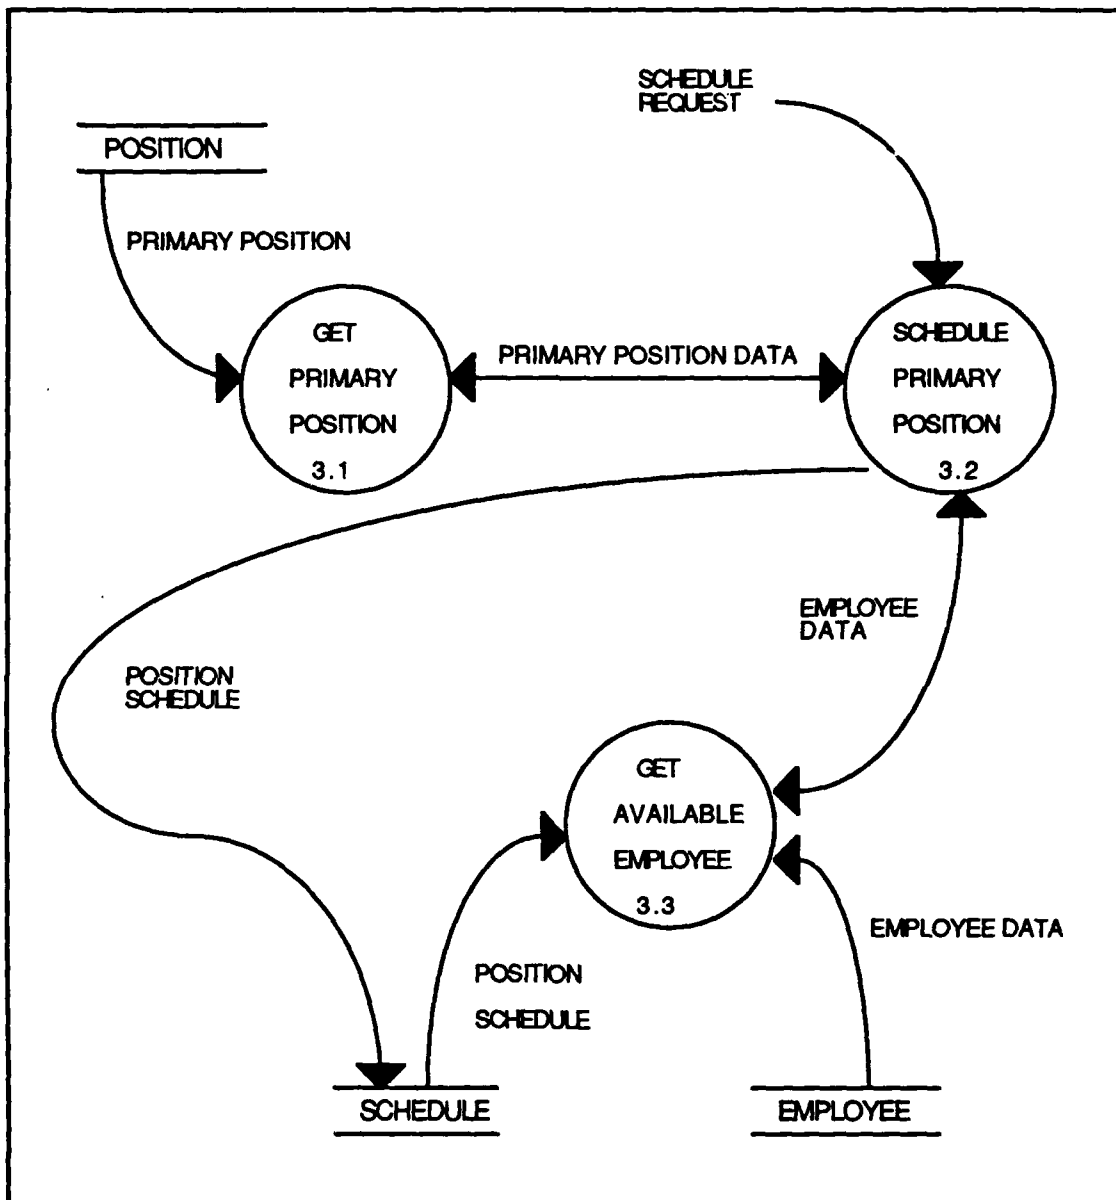 SCHEDULE
REQUEST
POSITION
PRIMARY POSITION
GET
PRIMARY
POSITION
3.1
PRIMARY POSITION DATA
SCHEDULE
PRIMARY
POSITION
3.2
EMPLOYEE
DATA
POSITION
SCHEDULE
GET
AVAILABLE
EMPLOYEE
3.3
EMPLOYEE DATA
POSITION
SCHEDULE
SCHEDULE
EMPLOYEE